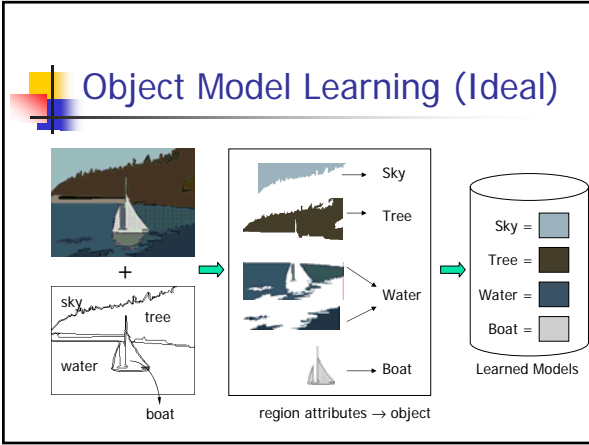 Object Model Learning (Ideal)
+
sky
tree
water
boat
Sky
Tree
Water
Boat
region attributes → object
Sky =
Tree =
Water =
Boat =
Learned Models